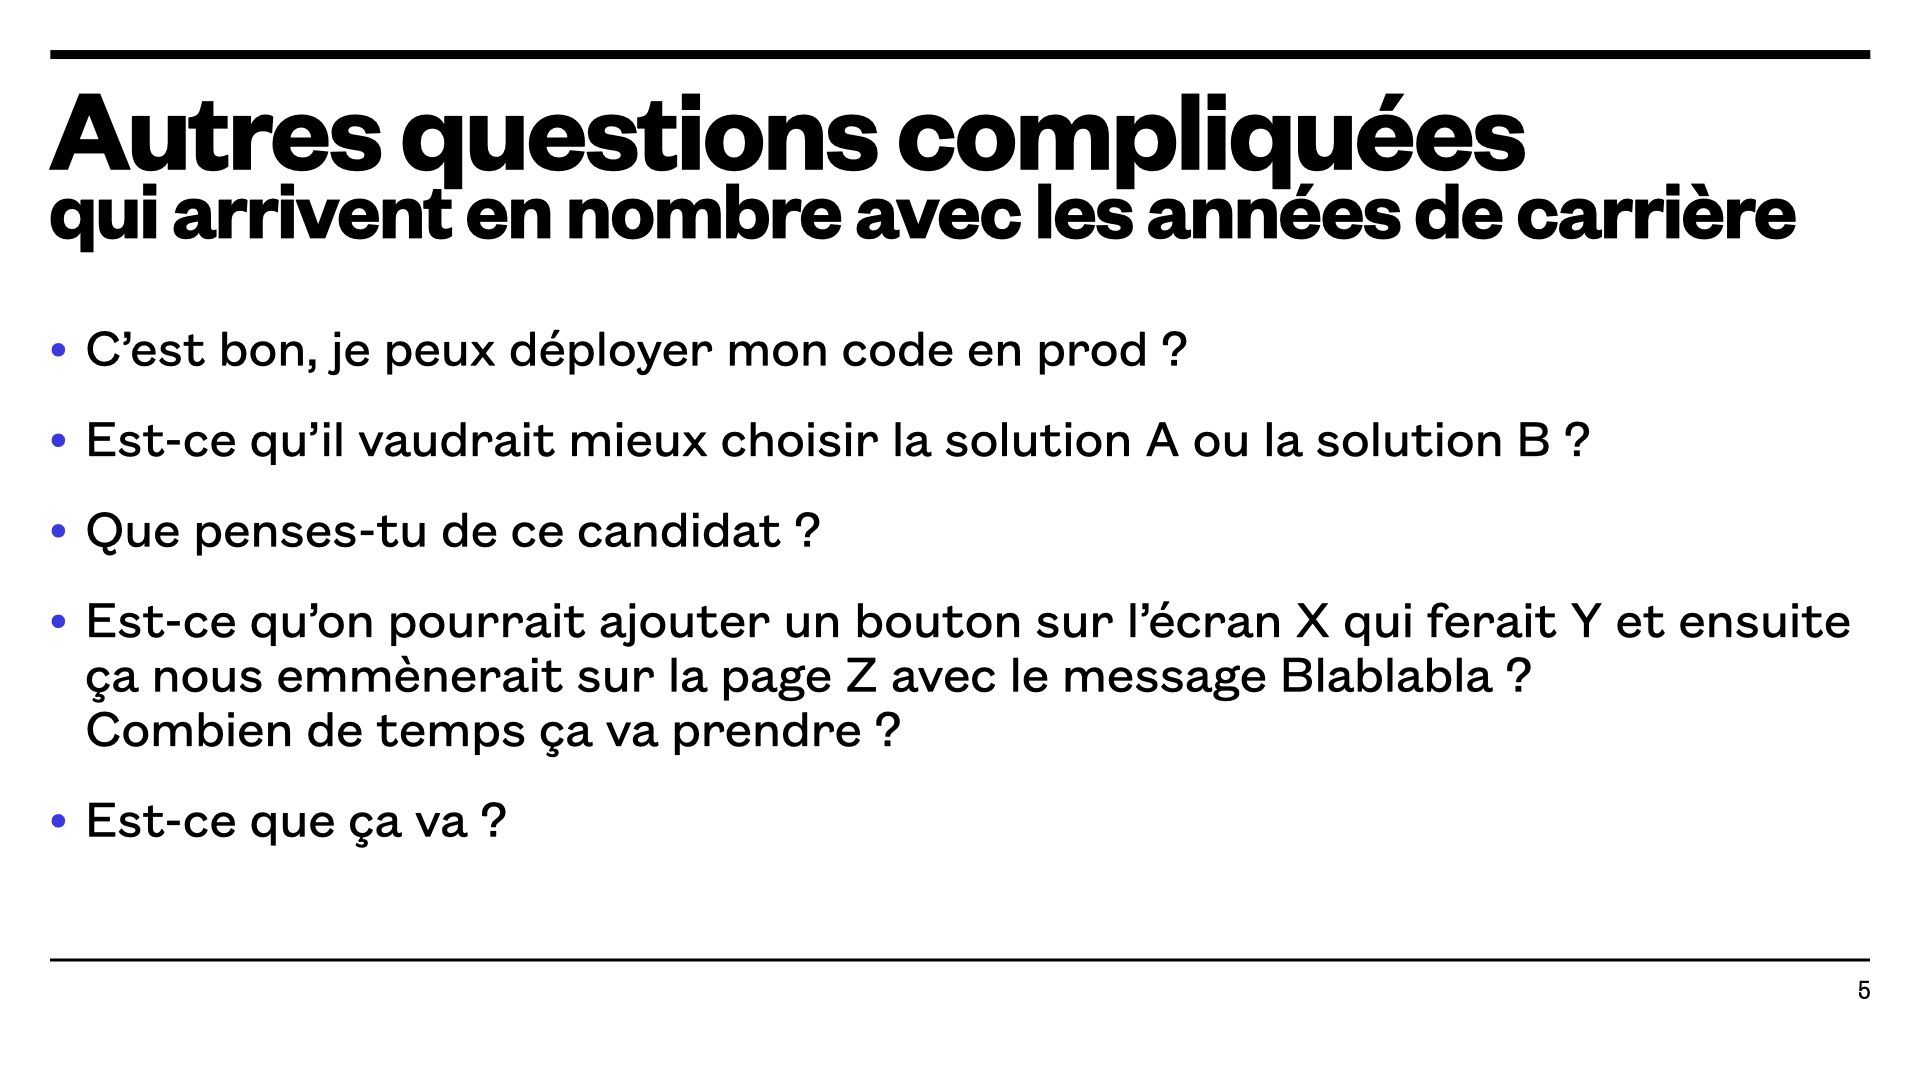 Autres questions compliquées
qui arrivent en nombre avec les années de carrière
• C’est bon, je peux déployer mon code en prod ?
• Est-ce qu’il vaudrait mieux choisir la solution A ou la solution B ?
• Que penses-tu de ce candidat ?
• Est-ce qu’on pourrait ajouter un bouton sur l’écran X qui ferait Y et ensuite
ça nous emmènerait sur la page Z avec le message Blablabla ?
Combien de temps ça va prendre ?
• Est-ce que ça va ?
5